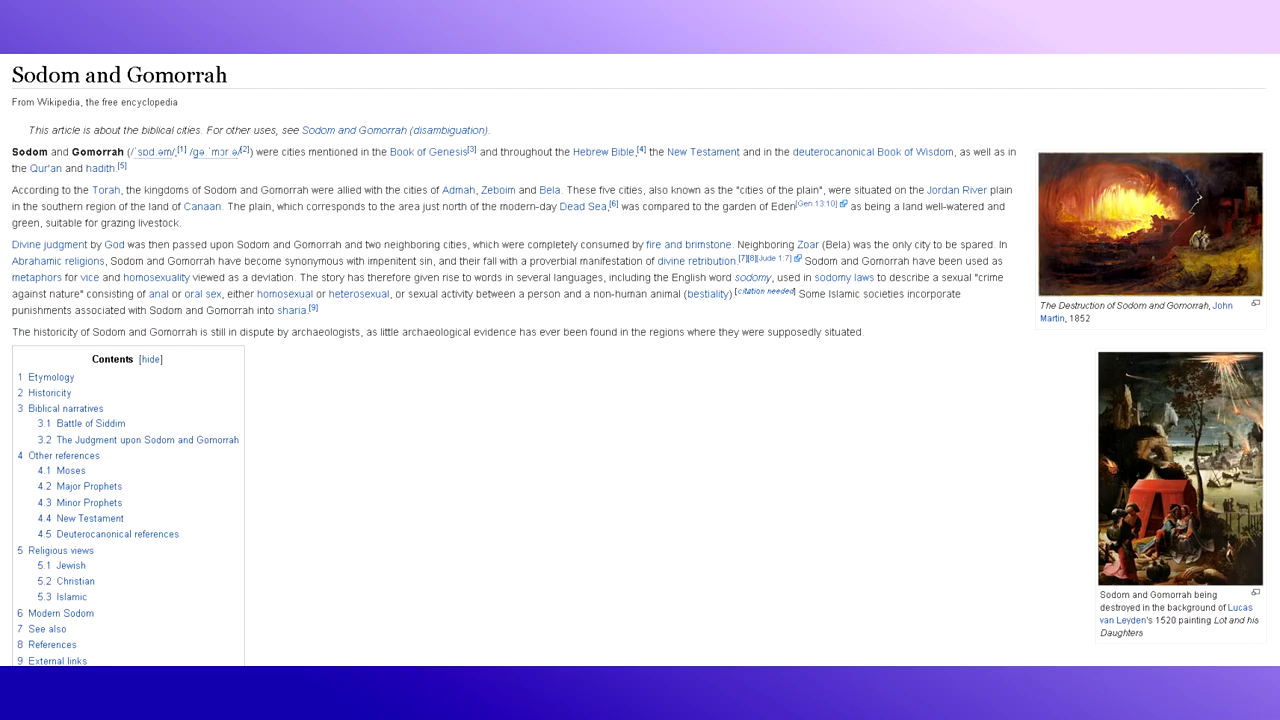 Sodom and Gomorrah
From Wikipedia, the free encyclopedia
This article is about the biblical cities. For other uses, see Sodom and Gomorrah (disambiguation).
Sodom and Gomorrah (/ˈsɒd.əm/,[1] /ɡə.ˈmɔr.ə/[2]) were cities mentioned in the Book of Genesis[3] and throughout the Hebrew Bible,[4] the New Testament and in the deuterocanonical Book of Wisdom, as well as in
the Qur'an and hadith.[5]
According to the Torah, the kingdoms of Sodom and Gomorrah were allied with the cities of Admah, Zeboim and Bela. These five cities, also known as the "cities of the plain", were situated on the Jordan River plain
in the southern region of the land of Canaan. The plain, which corresponds to the area just north of the modern-day Dead Sea,[6] was compared to the garden of Eden[Gen.13:10] as being a land well-watered and
green, suitable for grazing livestock.
Divine judgment by God was then passed upon Sodom and Gomorrah and two neighboring cities, which were completely consumed by fire and brimstone. Neighboring Zoar (Bela) was the only city to be spared. In
Abrahamic religions, Sodom and Gomorrah have become synonymous with impenitent sin, and their fall with a proverbial manifestation of divine retribution.[7][8][Jude 1:7] Sodom and Gomorrah have been used as
metaphors for vice and homosexuality viewed as a deviation. The story has therefore given rise to words in several languages, including the English word sodomy, used in sodomy laws to describe a sexual "crime
against nature" consisting of anal or oral sex, either homosexual or heterosexual, or sexual activity between a person and a non-human animal (bestiality).[citation needed] Some Islamic societies incorporate
punishments associated with Sodom and Gomorrah into sharia.[9]
The historicity of Sodom and Gomorrah is still in dispute by archaeologists, as little archaeological evidence has ever been found in the regions where they were supposedly situated.
Contents [hide]
1 Etymology
2 Historicity
3 Biblical narratives
3.1 Battle of Siddim
3.2 The Judgment upon Sodom and Gomorrah
4 Other references
4.1 Moses
4.2 Major Prophets
4.3 Minor Prophets
4.4 New Testament
4.5 Deuterocanonical references
5 Religious views
5.1 Jewish
5.2 Christian
5.3 Islamic
6 Modern Sodom
7 See also
8 References
9 External links
The Destruction of Sodom and Gomorrah, John
Martin, 1852
Sodom and Gomorrah being
destroyed in the background of Lucas
van Leyden's 1520 painting Lot and his
Daughters